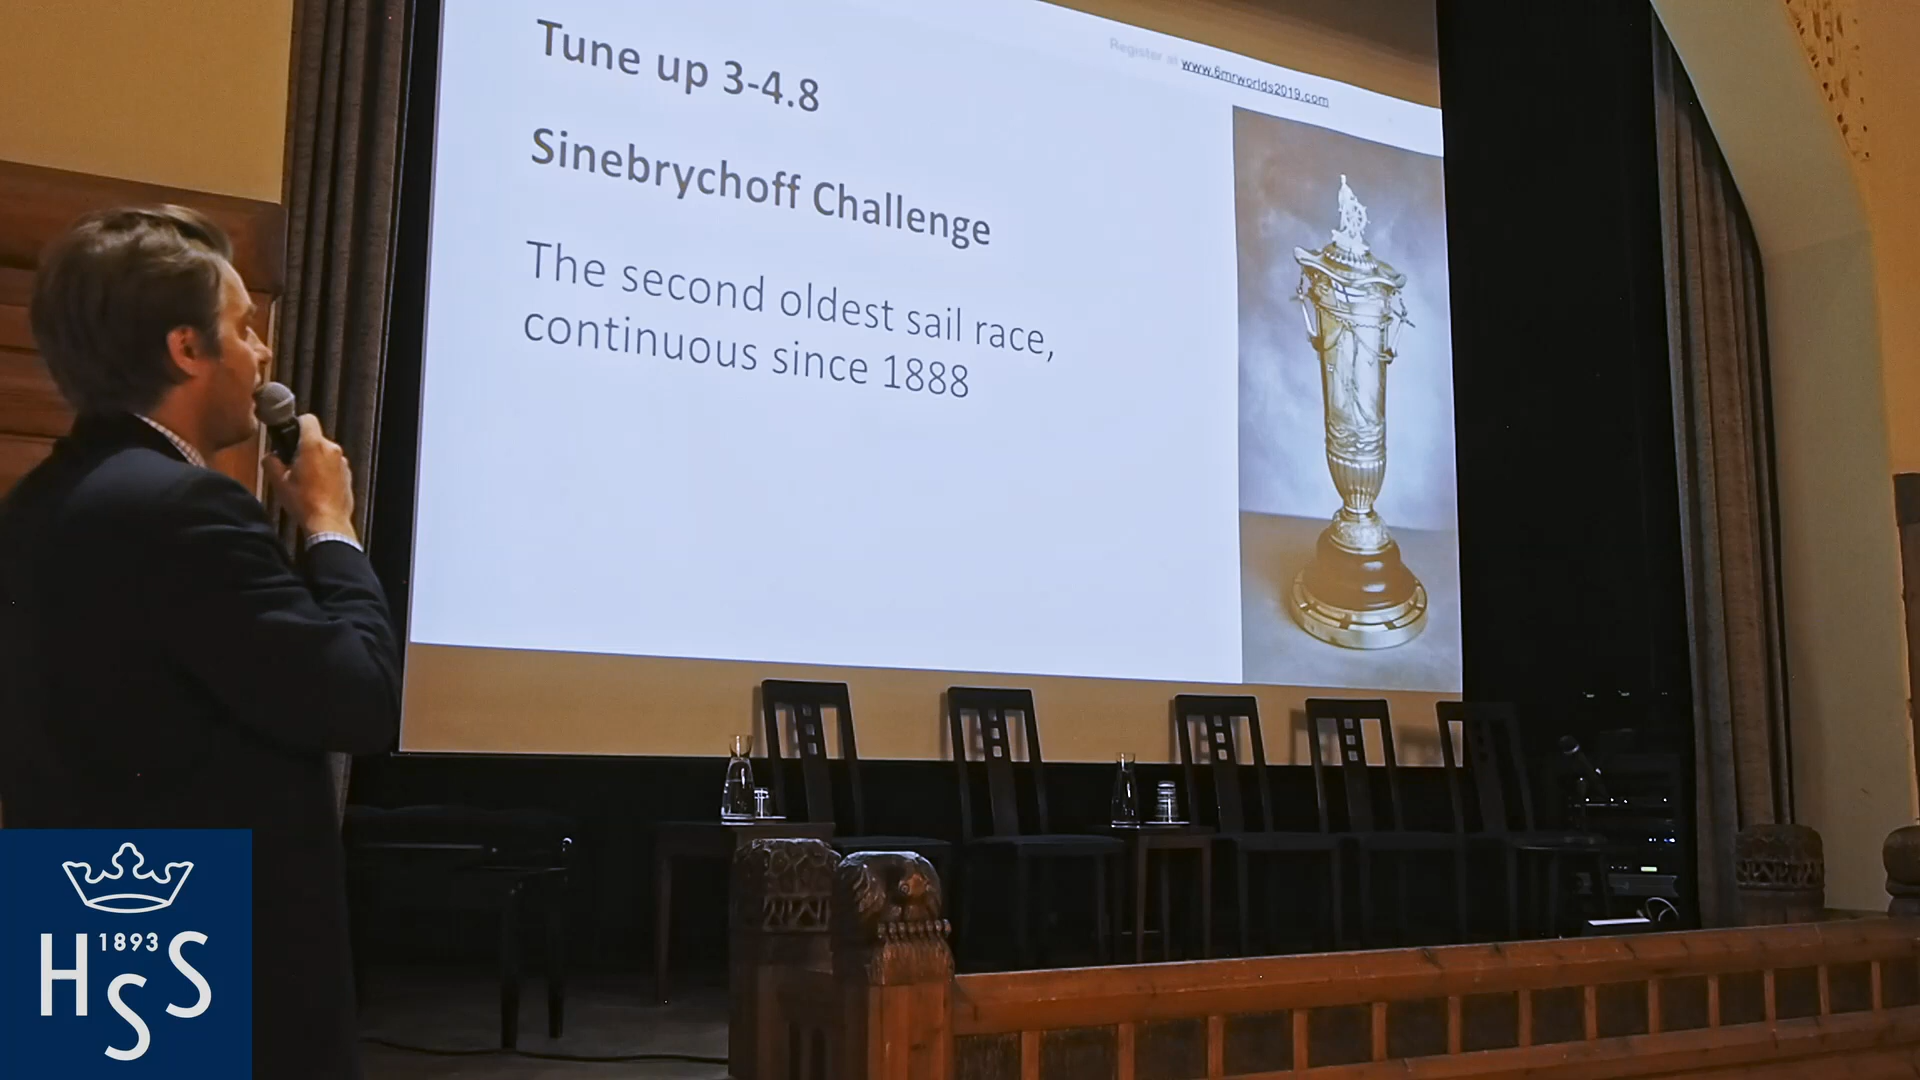 Register at www.6mrworlds2019.com
Tune up 3-4.8
Sinebrychoff Challenge
The second oldest sail race,
continuous since 1888
1893
HSS